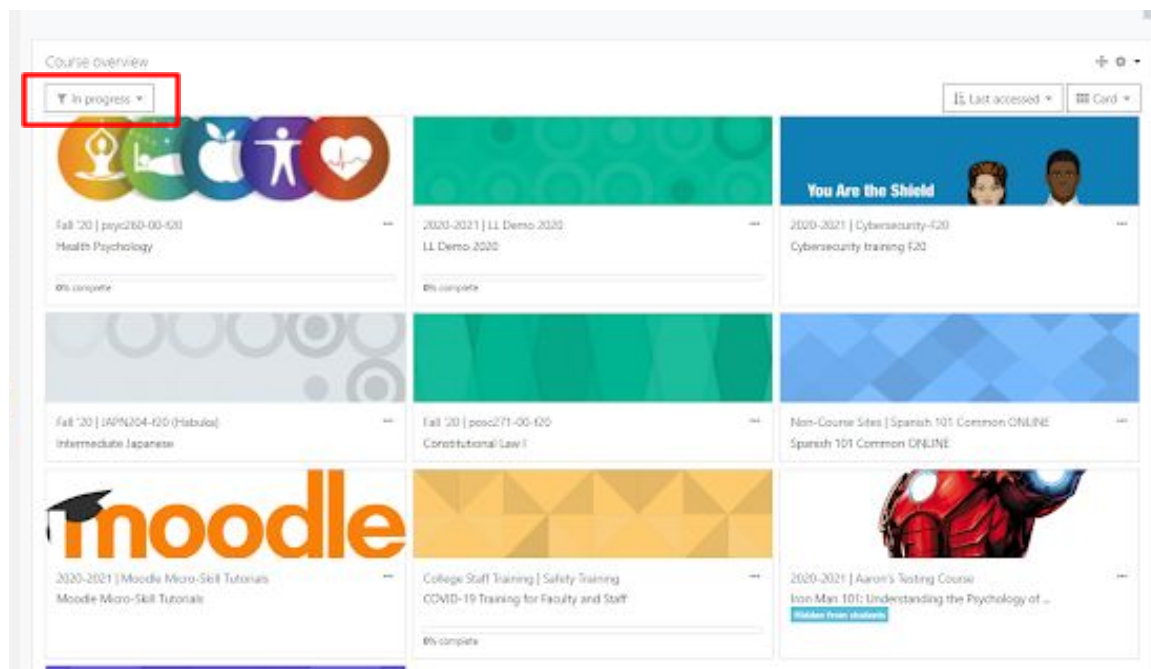 Course overview
In progress
Last accessed
Card
You Are the Shield
Fall '20 | psyc260-00-f20
Health Psychology
0% complete
2020-2021 | LL Demo 2020
LL Demo 2020
0% complete
2020-2021 | Cybersecurity-F20
Cybersecurity training F20
Fall '20 | JAPN204-f20 (Habuka)
Intermediate Japanese
Fall '20 | posc271-00-f20
Constitutional Law I
Non-Course Sites | Spanish 101 Common ONLINE
Spanish 101 Common ONLINE
moodle
2020-2021 | Moodle Micro-Skill Tutorials
Moodle Micro-Skill Tutorials
College Staff Training | Safety Training
COVID-19 Training for Faculty and Staff
0% complete
2020-2021 | Aaron's Testing Course
Iron Man 101: Understanding the Psychology of ...
Hidden from students